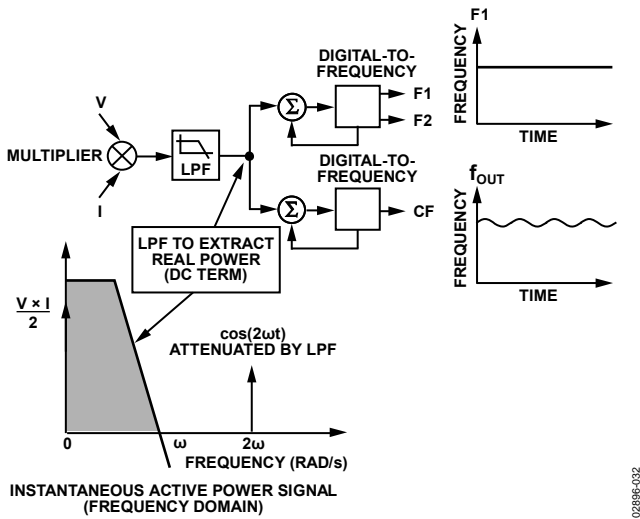 F1
FREQUENCY
TIME
DIGITAL-TO-
FREQUENCY
V
Σ
F1
F2
MULTIPLIER
LPF
I
DIGITAL-TO-
FREQUENCY
Σ
CF
fOUT
FREQUENCY
TIME
LPF TO EXTRACT
REAL POWER
(DC TERM)
V × I
2
cos(2ωt)
ATTENUATED BY LPF
0
ω
2ω
FREQUENCY (RAD/s)
INSTANTANEOUS ACTIVE POWER SIGNAL
(FREQUENCY DOMAIN)
02896-032